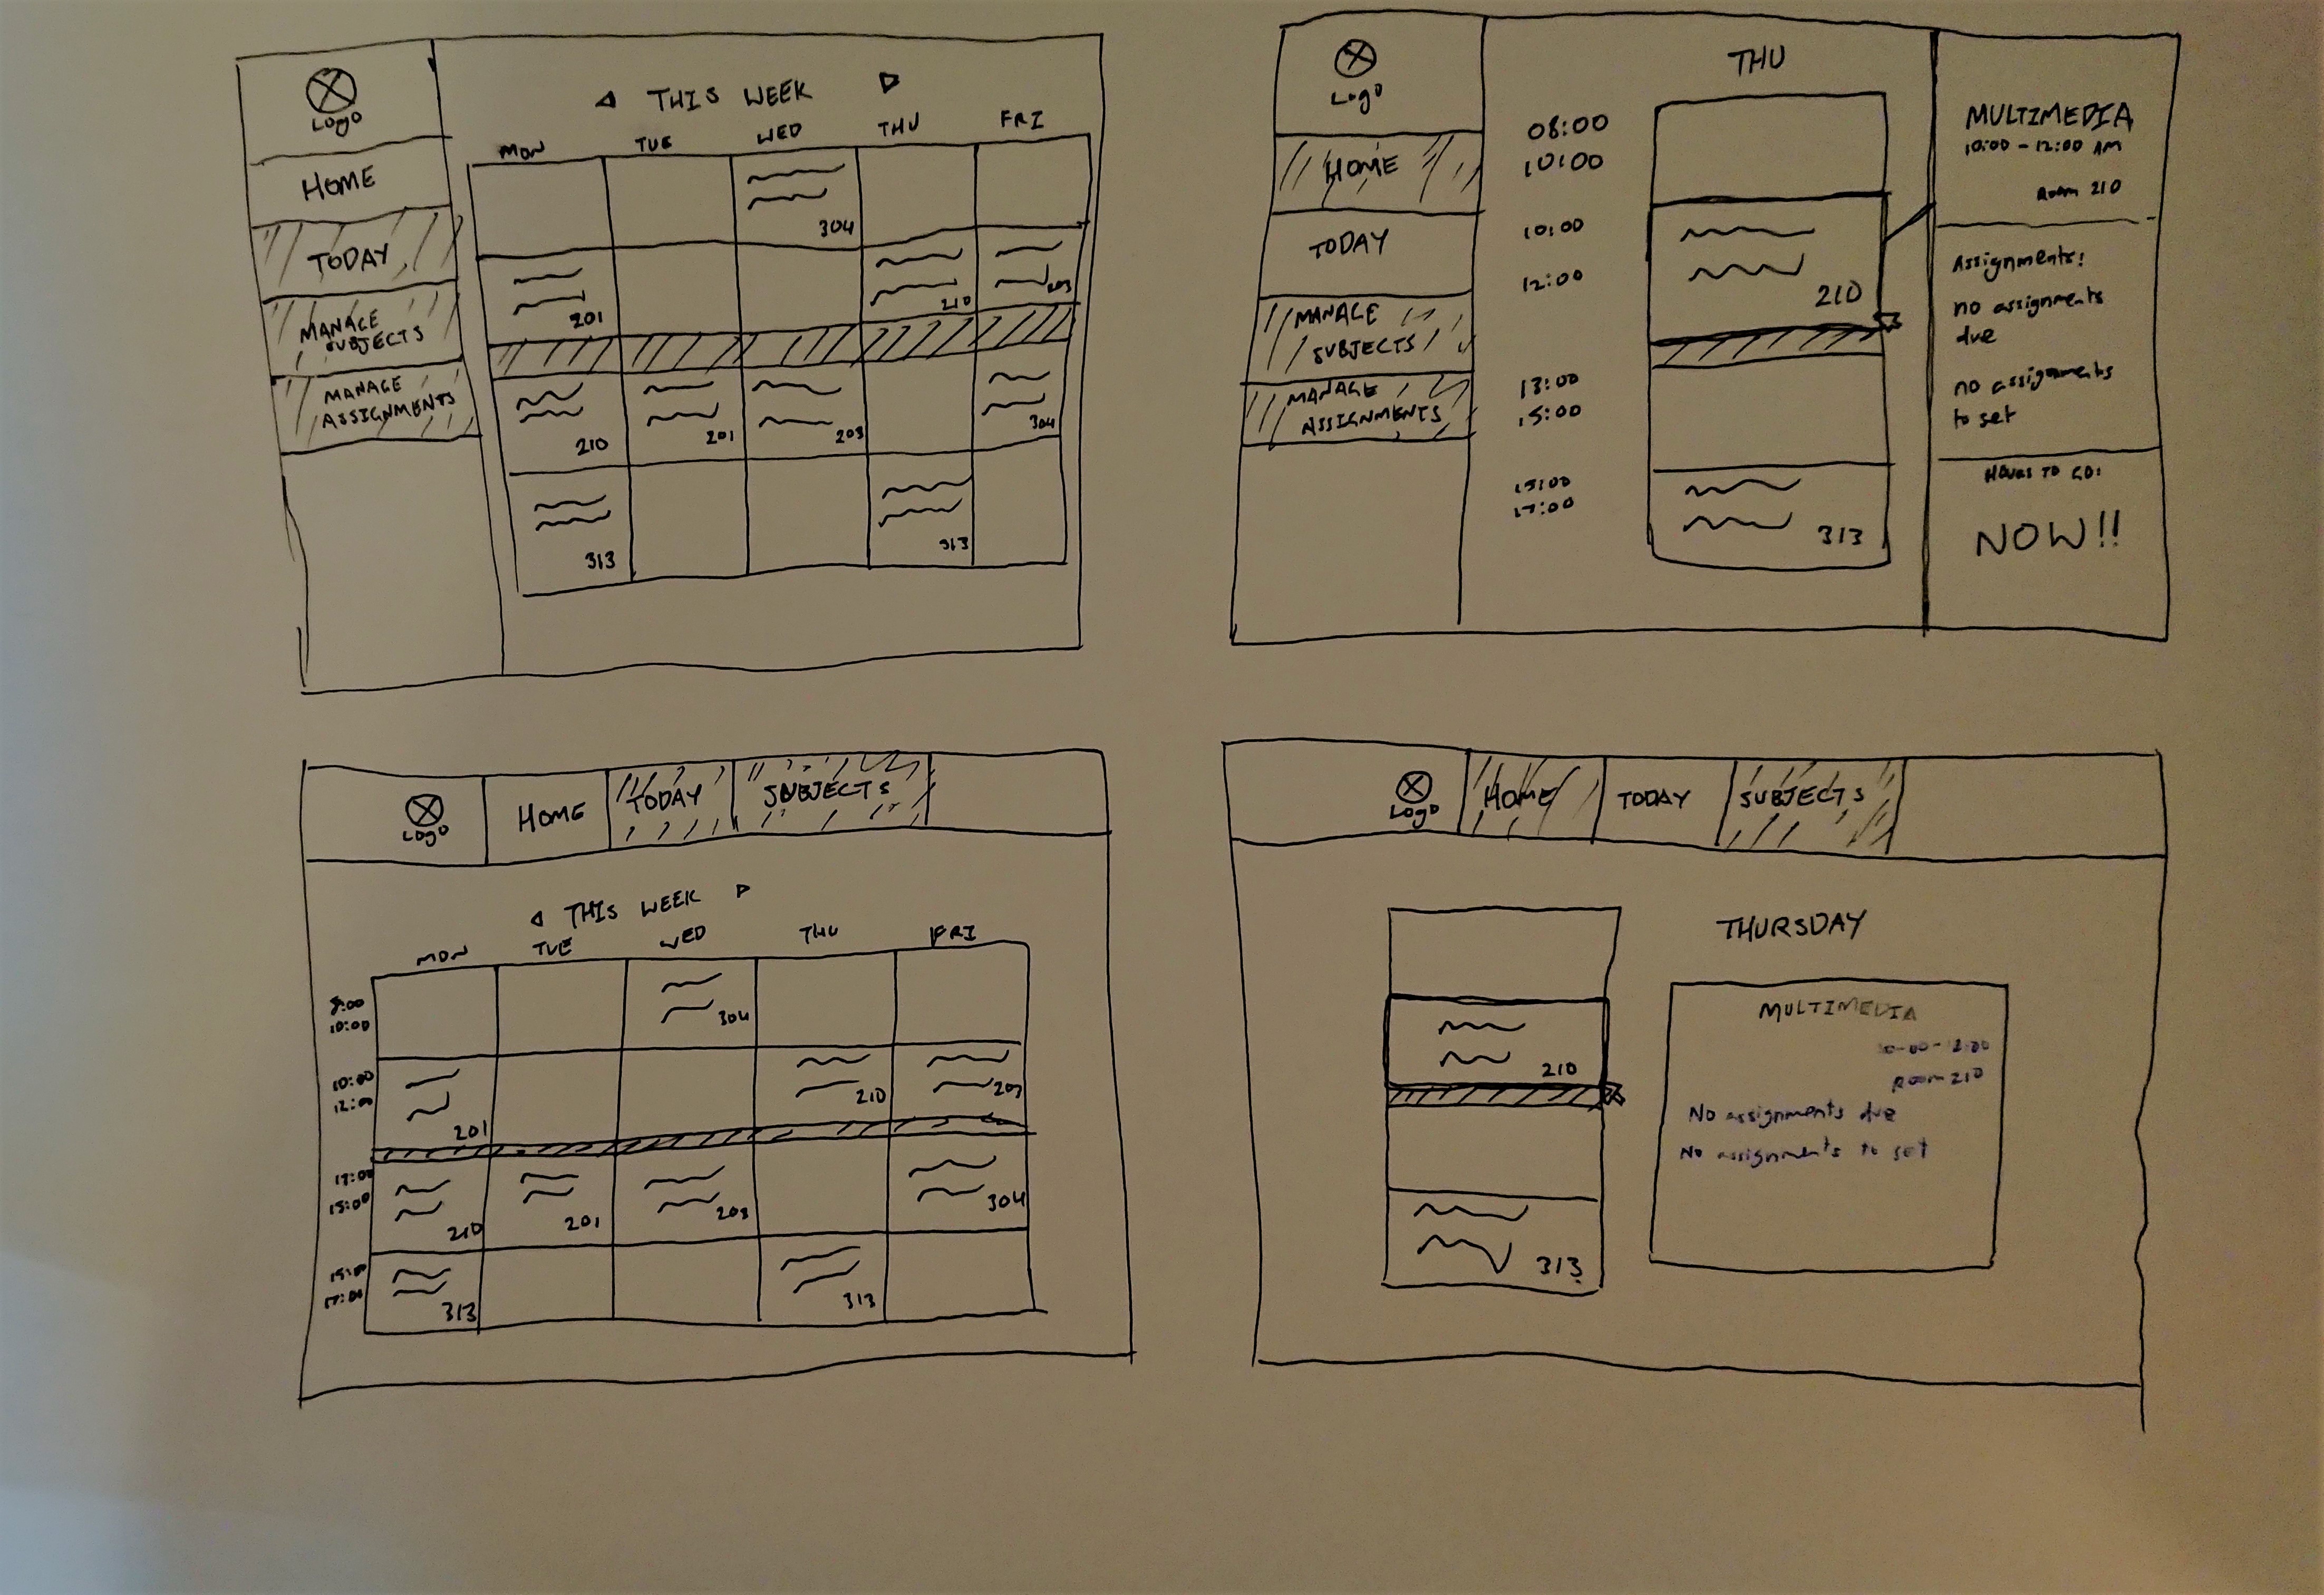 Logo
HOME
TODAY
MANAGE
SUBJECTS
MANAGE
ASSIGNMENTS
THIS WEEK
MON TUE WED THU FRI
304
201 210 203
210 201 203 304
313 313
Logo
HOME
TODAY
MANAGE
SUBJECTS
MANAGE
ASSIGNMENTS
THU
08:00
10:00
10:00
12:00
13:00
15:00
15:00
17:00
210
313
MULTIMEDIA
10:00 - 12:00 AM
Room 210
Assignments:
no assignments
due
no assignments
to set
HOURS TO GO:
NOW!!
Logo HOME TODAY SUBJECTS
THIS WEEK
MON TUE WED THU FRI
8:00
10:00
304
10:00
12:00
201 210 203
13:00
15:00
210 201 203 304
15:00
17:00
313 313
Logo HOME TODAY SUBJECTS
THURSDAY
210
313
MULTIMEDIA
10:00-12:00
Room 210
No assignments due
No assignments to set